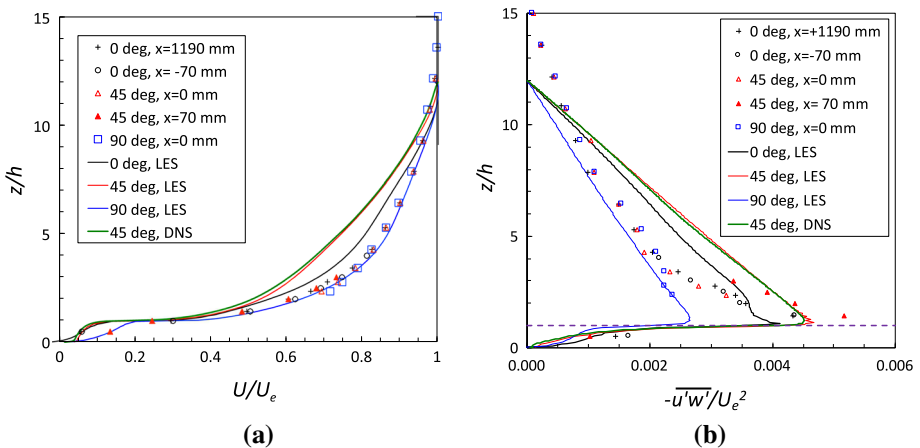 15
10
5
0
0
0.2
0.4
0.6
0.8
1
z/h
U/Uₑ
0 deg, x=1190 mm
0 deg, x= -70 mm
45 deg, x=0 mm
45 deg, x=70 mm
90 deg, x=0 mm
0 deg, LES
45 deg, LES
90 deg, LES
45 deg, DNS
(a)
15
10
5
0
0.000
0.002
0.004
0.006
z/h
-u'w'/Uₑ²
0 deg, x=+1190 mm
0 deg, x=-70 mm
45 deg, x=0 mm
45 deg, x= 70 mm
90 deg, x=0 mm
0 deg, LES
45 deg, LES
90 deg, LES
45 deg, DNS
(b)